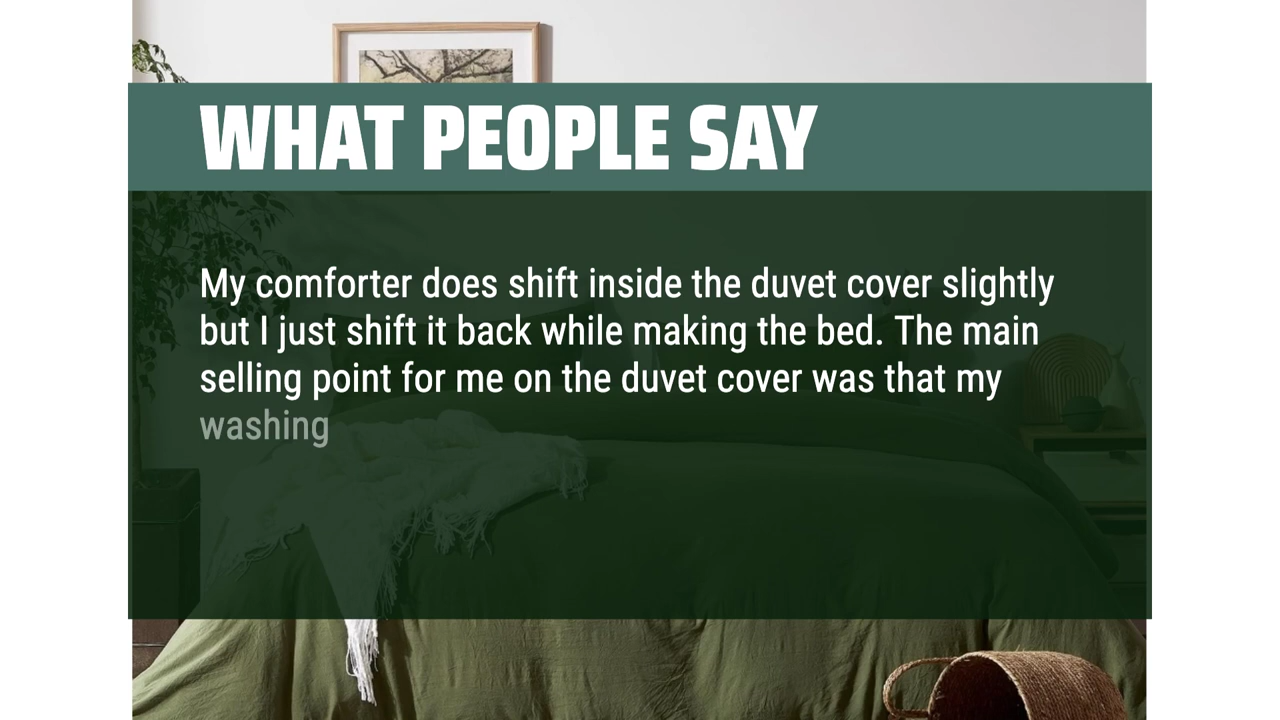 WHAT PEOPLE SAY
My comforter does shift inside the duvet cover slightly
but I just shift it back while making the bed. The main
selling point for me on the duvet cover was that my
washing